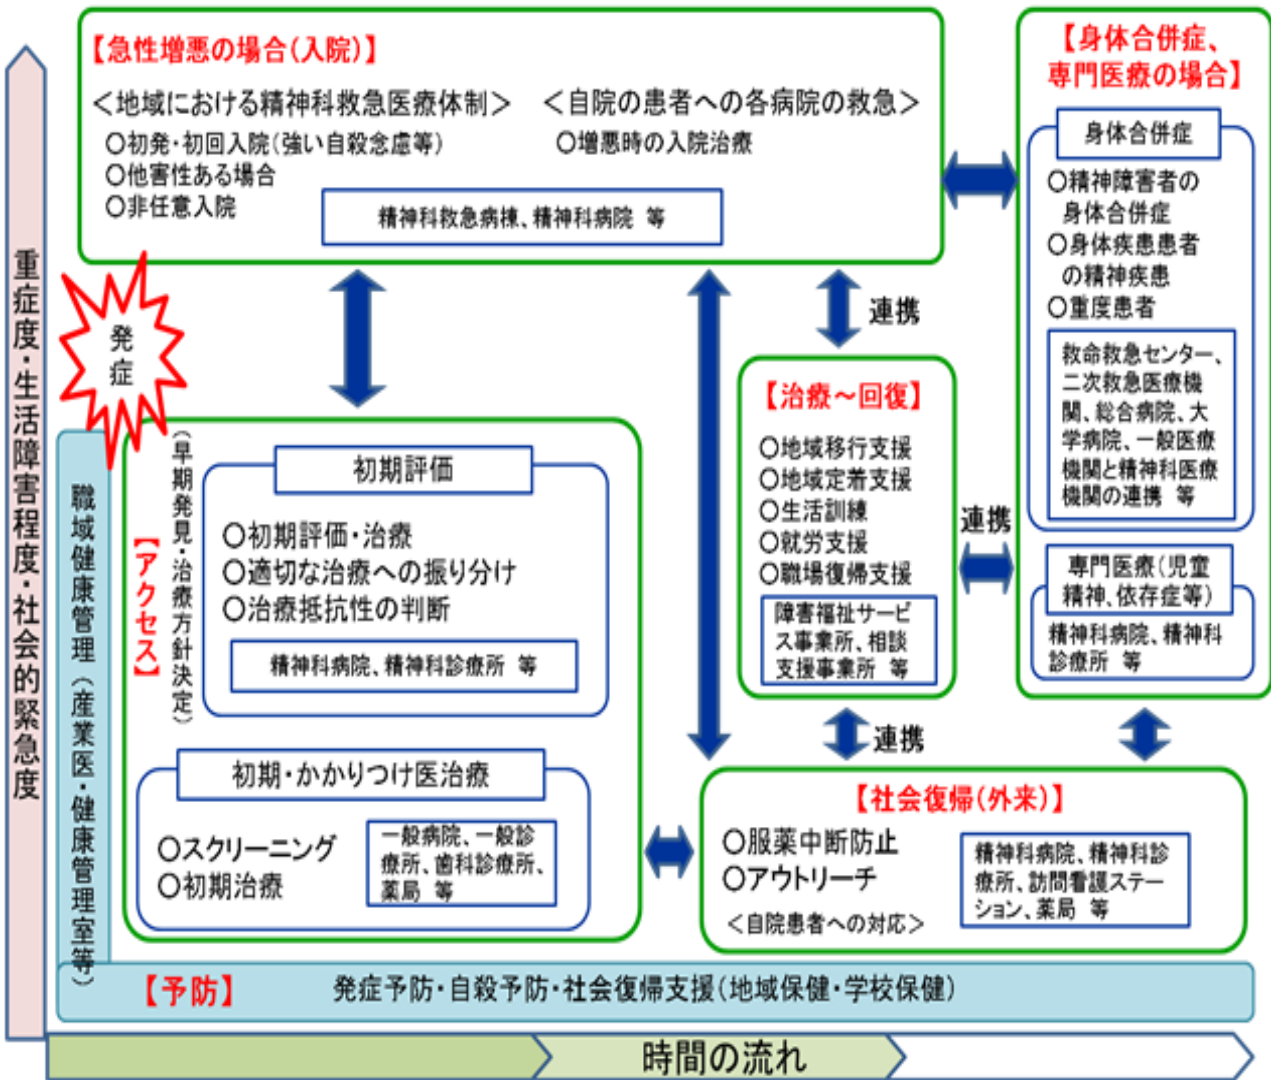 【急性増悪の場合(入院)】
＜地域における精神科救急医療体制＞
○初発・初回入院(強い自殺念慮等)
○他害性ある場合
○非任意入院
＜自院の患者への各病院の救急＞
○増悪時の入院治療
精神科救急病棟、精神科病院 等
【身体合併症、
専門医療の場合】
身体合併症
○精神障害者の
身体合併症
○身体疾患患者
の精神疾患
○重度患者
救命救急センター、
二次救急医療機
関、総合病院、大
学病院、一般医療
機関と精神科医療
機関の連携 等
専門医療(児童
精神、依存症等)
精神科病院、精神科
診療所 等
重症度・生活障害程度・社会的緊急度
発症
連携
【治療～回復】
○地域移行支援
○地域定着支援
○生活訓練
○就労支援
○職場復帰支援
障害福祉サービ
ス事業所、相談
支援事業所 等
連携
連携
職域健康管理(産業医・健康管理室等)
【アクセス】
(早期発見・治療方針決定)
初期評価
○初期評価・治療
○適切な治療への振り分け
○治療抵抗性の判断
精神科病院、精神科診療所 等
初期・かかりつけ医治療
○スクリーニング
○初期治療
一般病院、一般診
療所、歯科診療所、
薬局 等
【社会復帰(外来)】
○服薬中断防止
○アウトリーチ
＜自院患者への対応＞
精神科病院、精神科診
療所、訪問看護ステー
ション、薬局 等
【予防】
発症予防・自殺予防・社会復帰支援(地域保健・学校保健)
時間の流れ